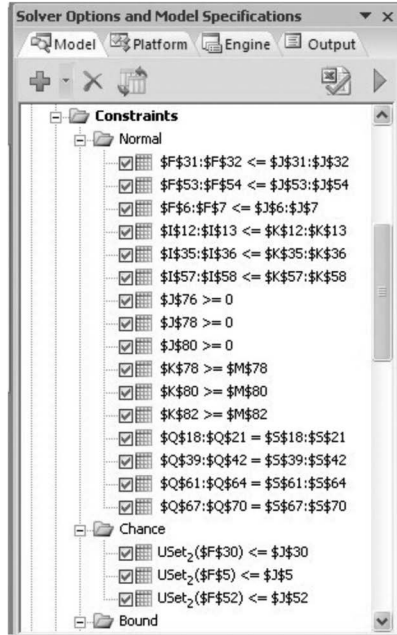 Solver Options and Model Specifications
Model Platform Engine Output
Constraints
Normal
$F$31:$F$32 <= $J$31:$J$32
$F$53:$F$54 <= $J$53:$J$54
$F$6:$F$7 <= $J$6:$J$7
$I$12:$I$13 <= $K$12:$K$13
$I$35:$I$36 <= $K$35:$K$36
$I$57:$I$58 <= $K$57:$K$58
$J$76 >= 0
$J$78 >= 0
$J$80 >= 0
$K$78 >= $M$78
$K$80 >= $M$80
$K$82 >= $M$82
$Q$18:$Q$21 = $S$18:$S$21
$Q$39:$Q$42 = $S$39:$S$42
$Q$61:$Q$64 = $S$61:$S$64
$Q$67:$Q$70 = $S$67:$S$70
Chance
USet₂($F$30) <= $J$30
USet₂($F$5) <= $J$5
USet₂($F$52) <= $J$52
Bound